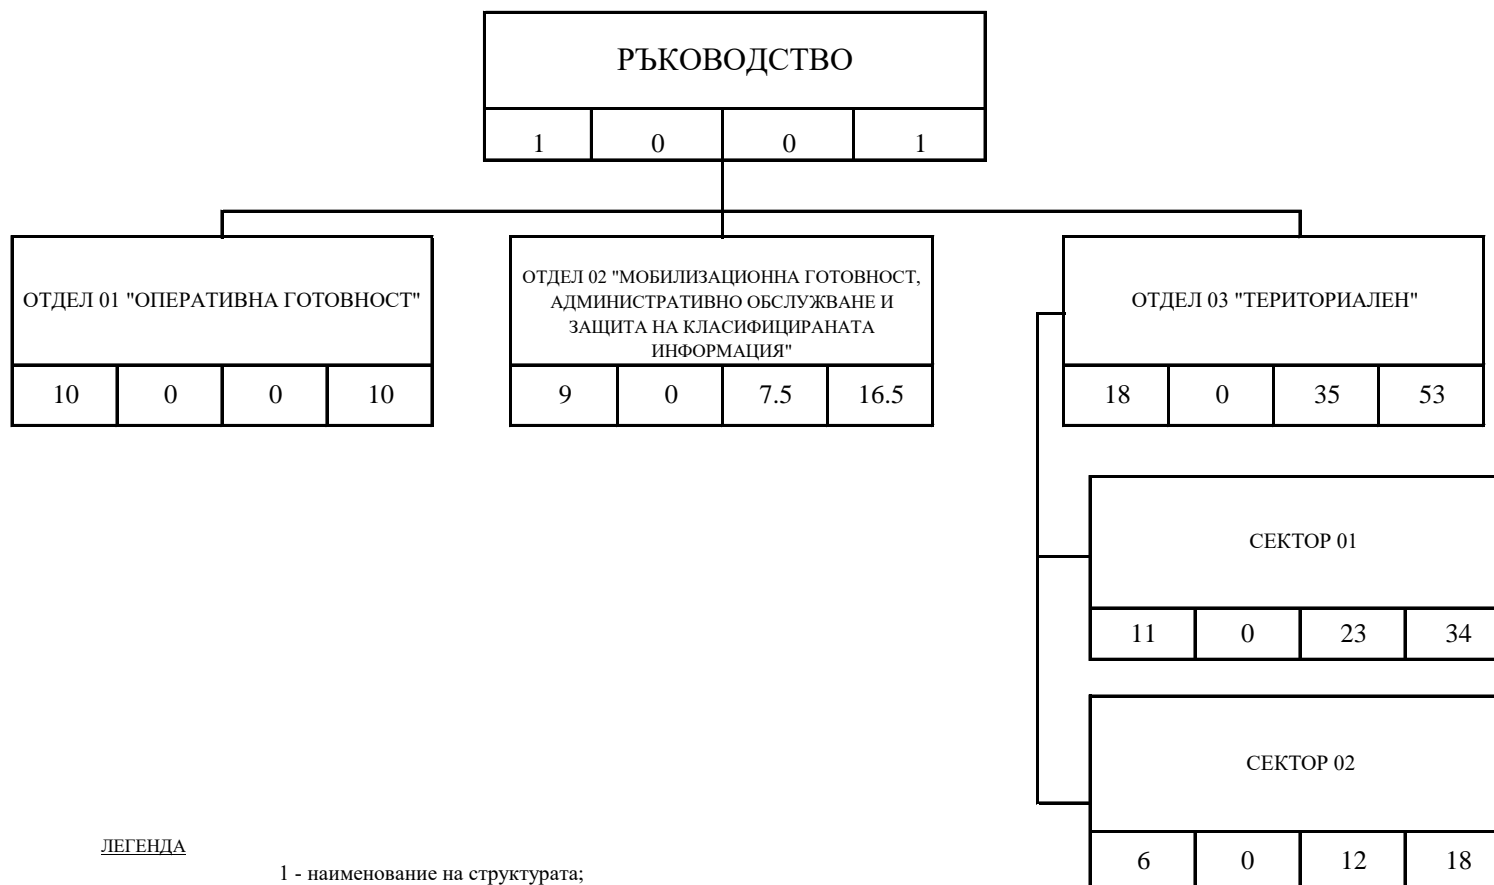 РЪКОВОДСТВО
1 0 0 1
ОТДЕЛ 01 "ОПЕРАТИВНА ГОТОВНОСТ"
10 0 0 10
ОТДЕЛ 02 "МОБИЛИЗАЦИОННА ГОТОВНОСТ,
АДМИНИСТРАТИВНО ОБСЛУЖВАНЕ И
ЗАЩИТА НА КЛАСИФИЦИРАНАТА
ИНФОРМАЦИЯ"
9 0 7.5 16.5
ОТДЕЛ 03 "ТЕРИТОРИАЛЕН"
18 0 35 53
СЕКТОР 01
11 0 23 34
СЕКТОР 02
6 0 12 18
ЛЕГЕНДА
1 - наименование на структурата;